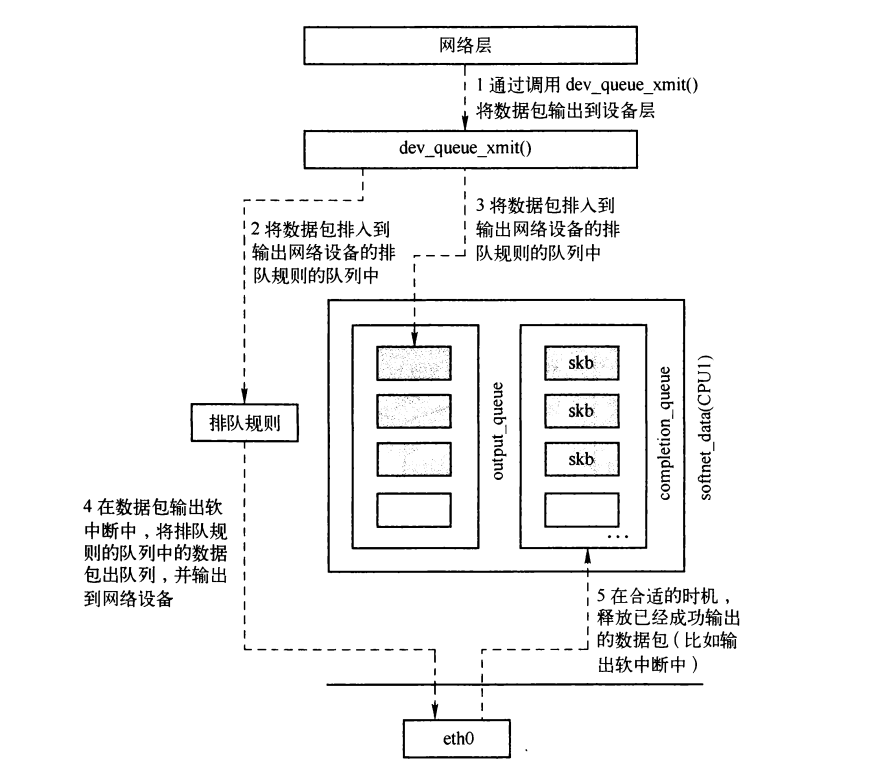 网络层
1 通过调用 dev_queue_xmit()
将数据包输出到设备层
dev_queue_xmit()
2 将数据包排入到
输出网络设备的排
队规则的队列中
3 将数据包排入到
输出网络设备的排
队规则的队列中
排队规则
output_queue
skb
skb
skb
...
completion_queue
softnet_data(CPU1)
4 在数据包输出软
中断中，将排队规
则的队列中的数据
包出队列，并输出
到网络设备
5 在合适的时机，
释放已经成功输出
的数据包（比如输
出软中断中）
eth0